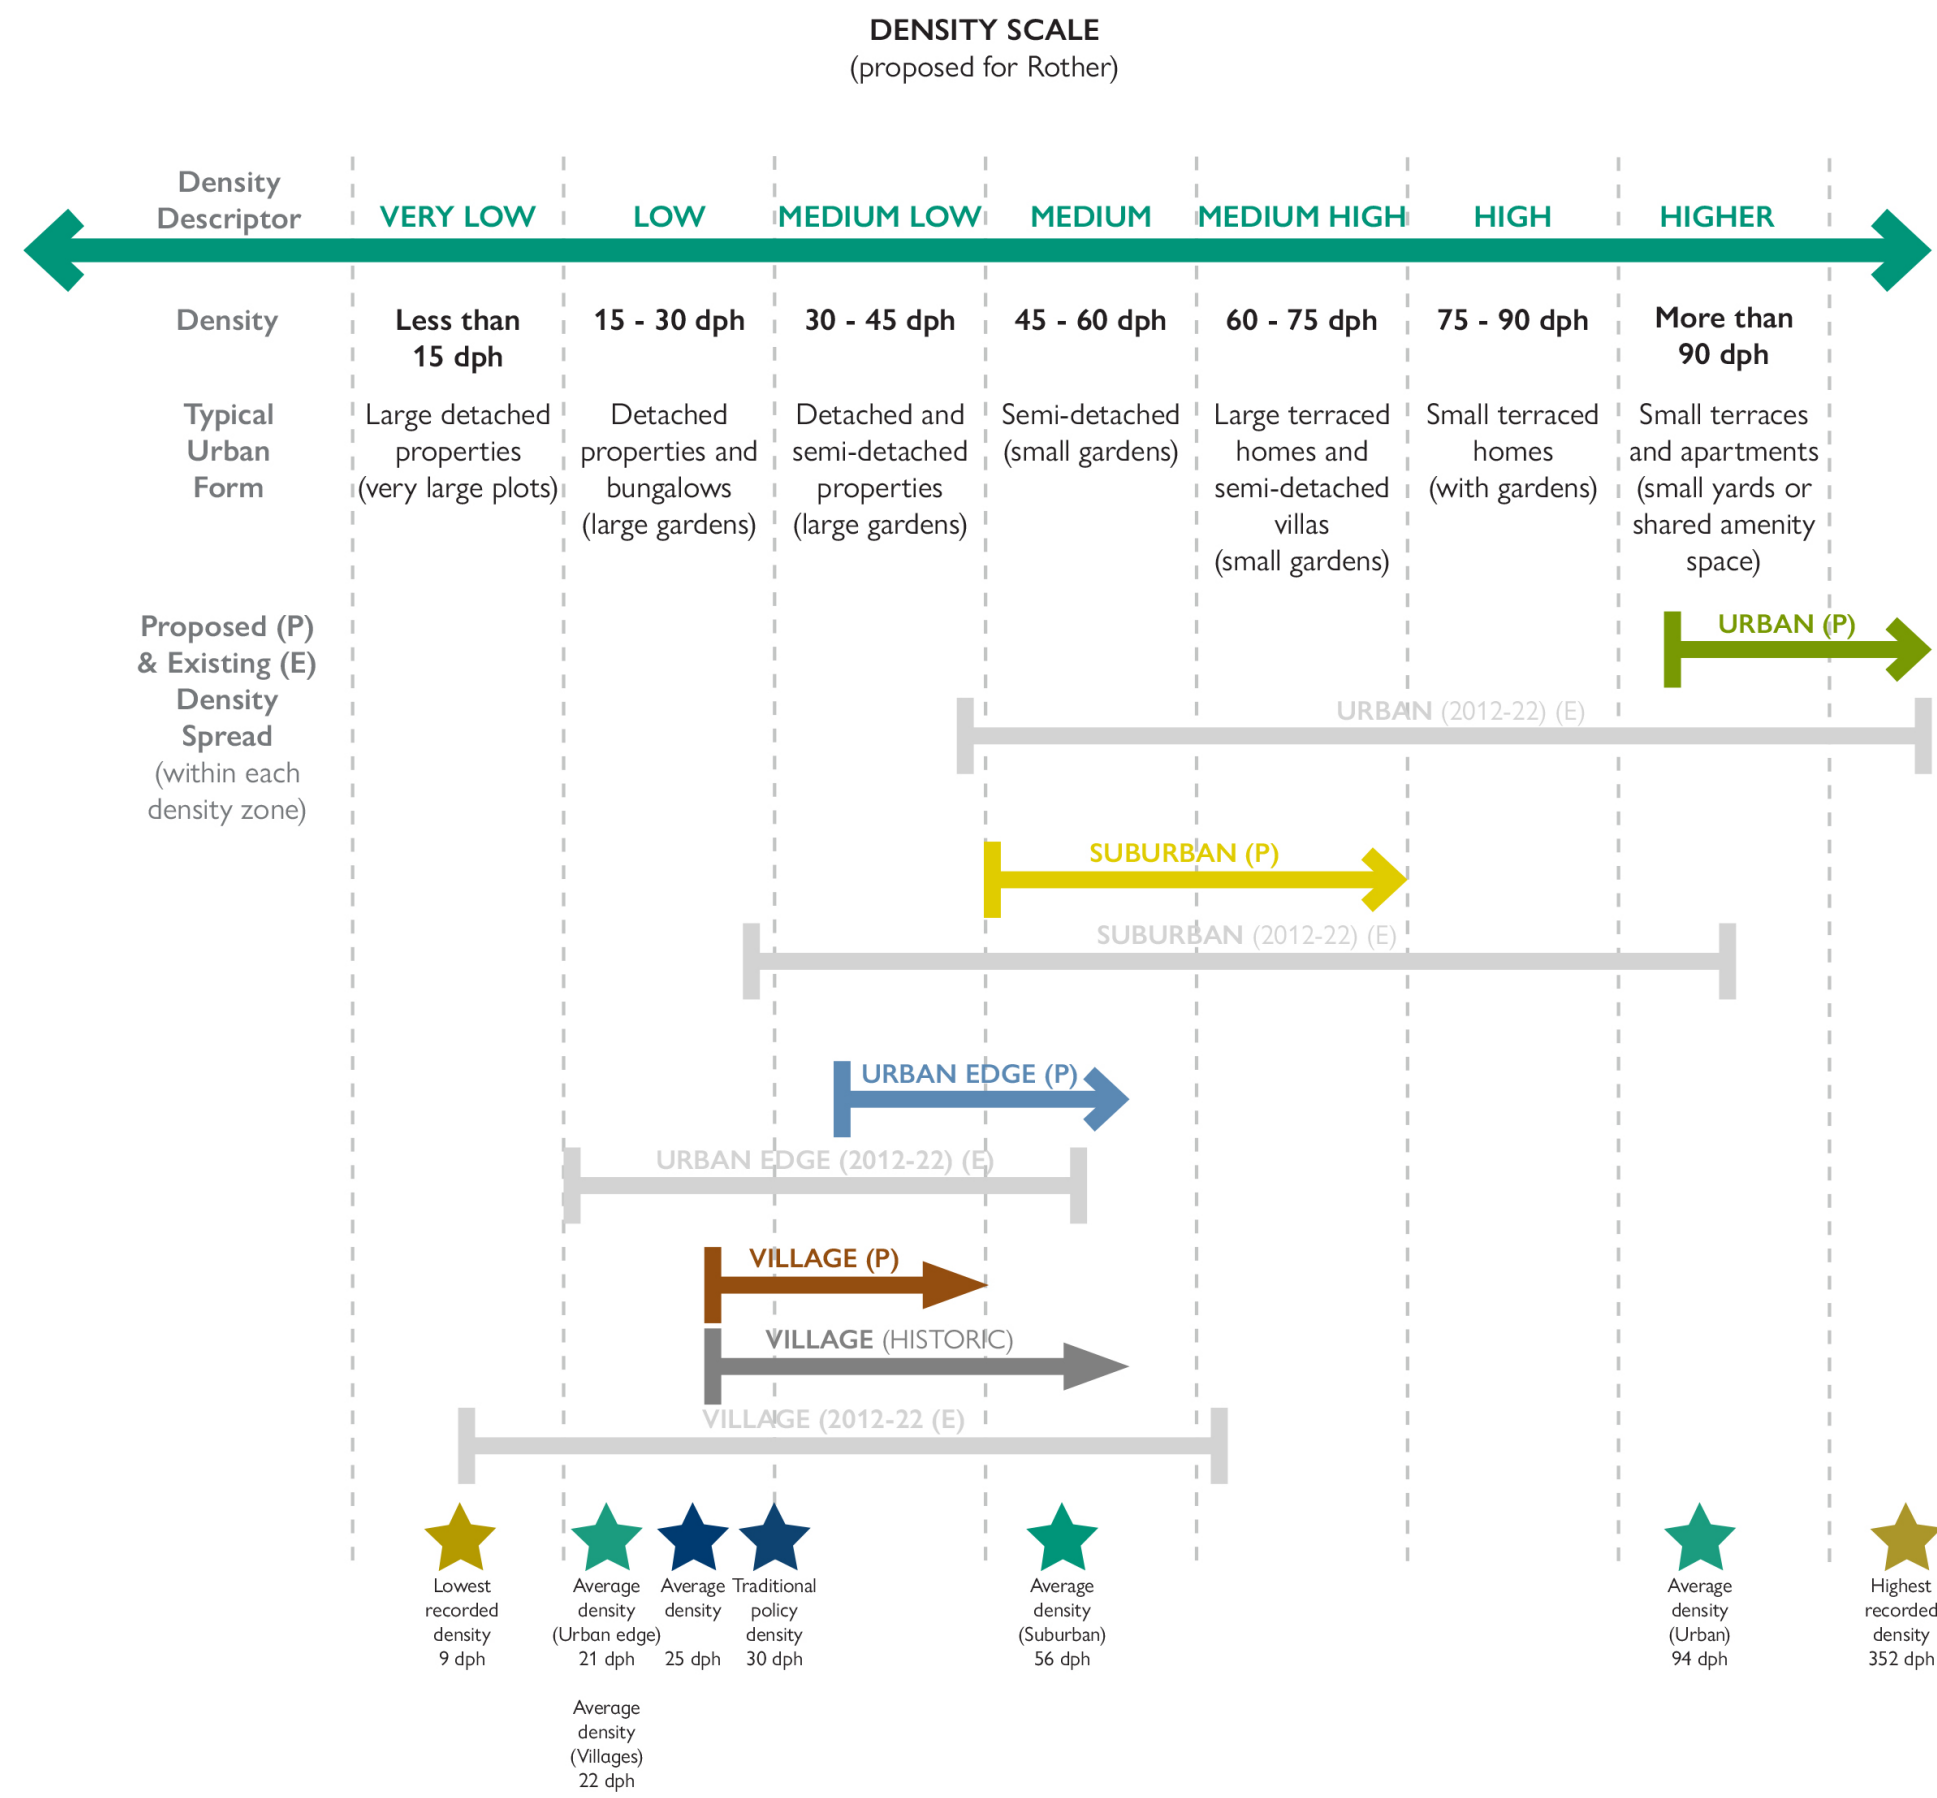 DENSITY SCALE
(proposed for Rother)
Density
Descriptor
VERY LOW
LOW
MEDIUM LOW
MEDIUM
MEDIUM HIGH
HIGH
HIGHER
Density
Less than
15 dph
15 - 30 dph
30 - 45 dph
45 - 60 dph
60 - 75 dph
75 - 90 dph
More than
90 dph
Typical
Urban
Form
Large detached
properties
(very large plots)
Detached
properties and
bungalows
(large gardens)
Detached and
semi-detached
properties
(large gardens)
Semi-detached
(small gardens)
Large terraced
homes and
semi-detached
villas
(small gardens)
Small terraced
homes
(with gardens)
Small terraces
and apartments
(small yards or
shared amenity
space)
Proposed (P)
& Existing (E)
Density
Spread
(within each
density zone)
URBAN (P)
URBAN (2012-22) (E)
SUBURBAN (P)
SUBURBAN (2012-22) (E)
URBAN EDGE (P)
URBAN EDGE (2012-22) (E)
VILLAGE (P)
VILLAGE (HISTORIC)
VILLAGE (2012-22 (E)
Lowest
recorded
density
9 dph
Average
density
(Urban edge)
21 dph
Average
density
(Villages)
22 dph
Average
density
25 dph
Traditional
policy
density
30 dph
Average
density
(Suburban)
56 dph
Average
density
(Urban)
94 dph
Highest
recorded
density
352 dph